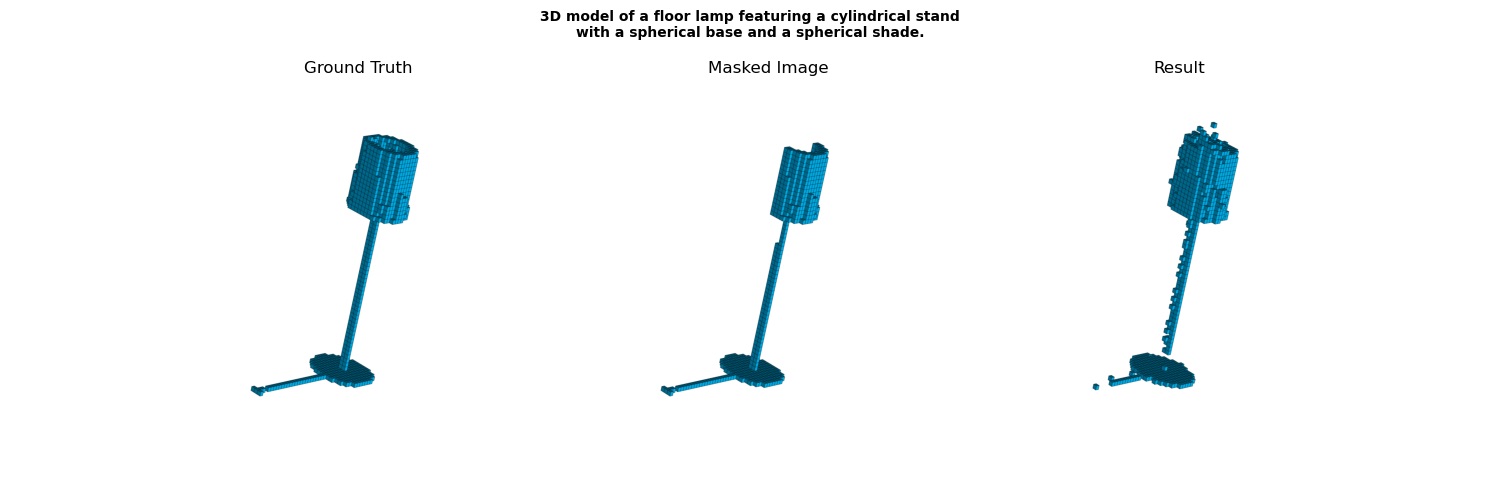 3D model of a floor lamp featuring a cylindrical stand
with a spherical base and a spherical shade.
Ground Truth
Masked Image
Result